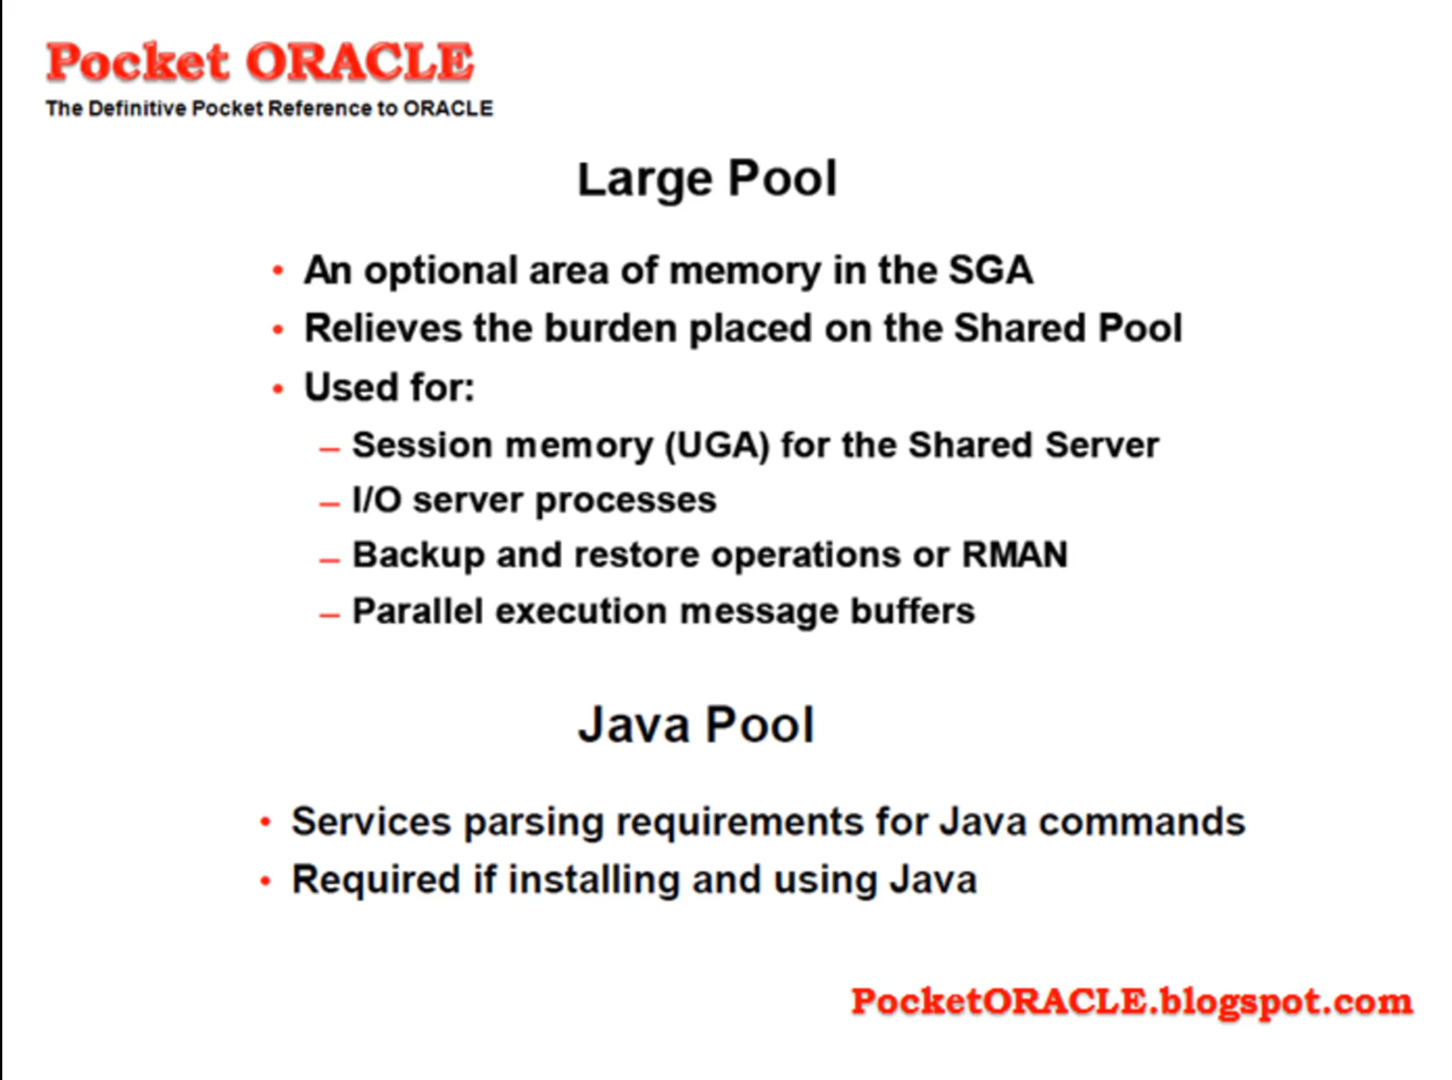 Pocket ORACLE
The Definitive Pocket Reference to ORACLE
Large Pool
• An optional area of memory in the SGA
• Relieves the burden placed on the Shared Pool
• Used for:
– Session memory (UGA) for the Shared Server
– I/O server processes
– Backup and restore operations or RMAN
– Parallel execution message buffers
Java Pool
• Services parsing requirements for Java commands
• Required if installing and using Java
PocketORACLE.blogspot.com